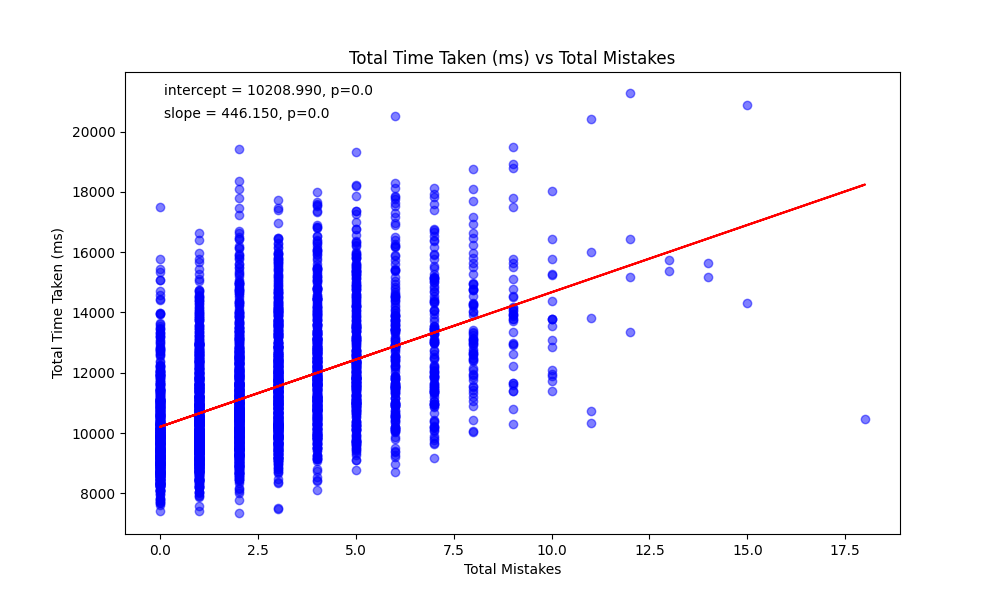 Total Time Taken (ms) vs Total Mistakes
intercept = 10208.990, p=0.0
slope = 446.150, p=0.0
Total Time Taken (ms)
20000
18000
16000
14000
12000
10000
8000
0.0 2.5 5.0 7.5 10.0 12.5 15.0 17.5
Total Mistakes